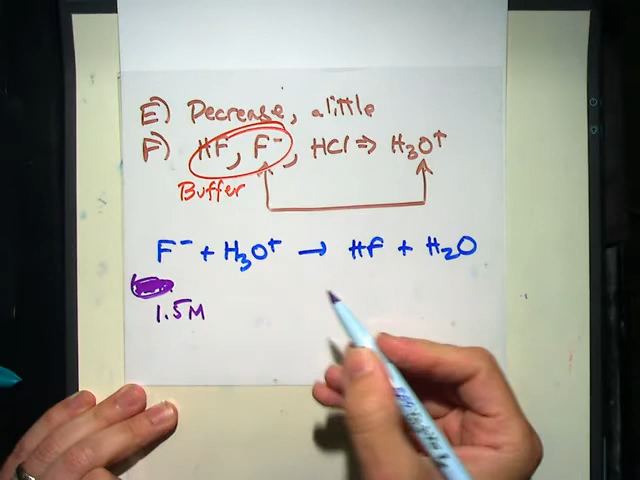 E) Decrease, a little
F) HF, F⁻, HCl ⇒ H₃O⁺
Buffer
F⁻ + H₃O⁺ → HF + H₂O
1.5M